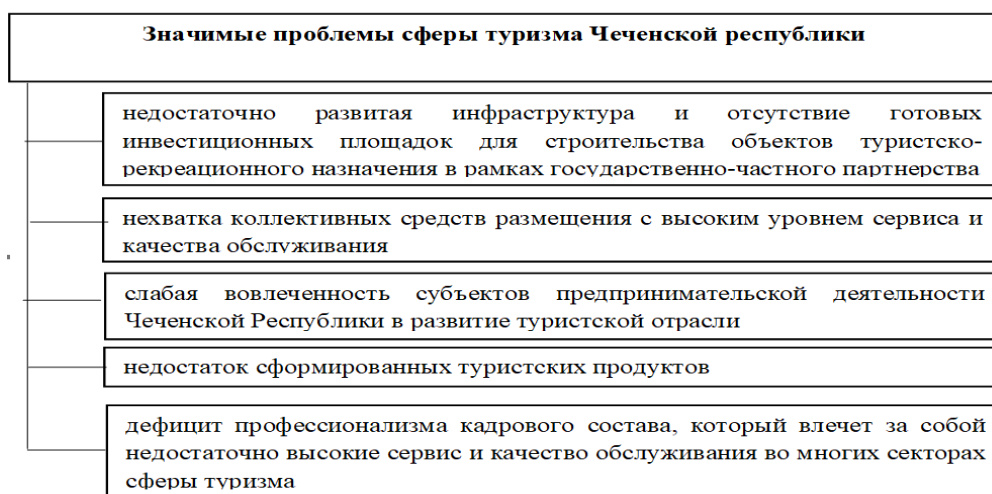 Значимые проблемы сферы туризма Чеченской республики
недостаточно развитая инфраструктура и отсутствие готовых
инвестиционных площадок для строительства объектов туристско-
рекреационного назначения в рамках государственно-частного партнерства
нехватка коллективных средств размещения с высоким уровнем сервиса и
качества обслуживания
слабая вовлеченность субъектов предпринимательской деятельности
Чеченской Республики в развитие туристской отрасли
недостаток сформированных туристских продуктов
дефицит профессионализма кадрового состава, который влечет за собой
недостаточно высокие сервис и качество обслуживания во многих секторах
сферы туризма